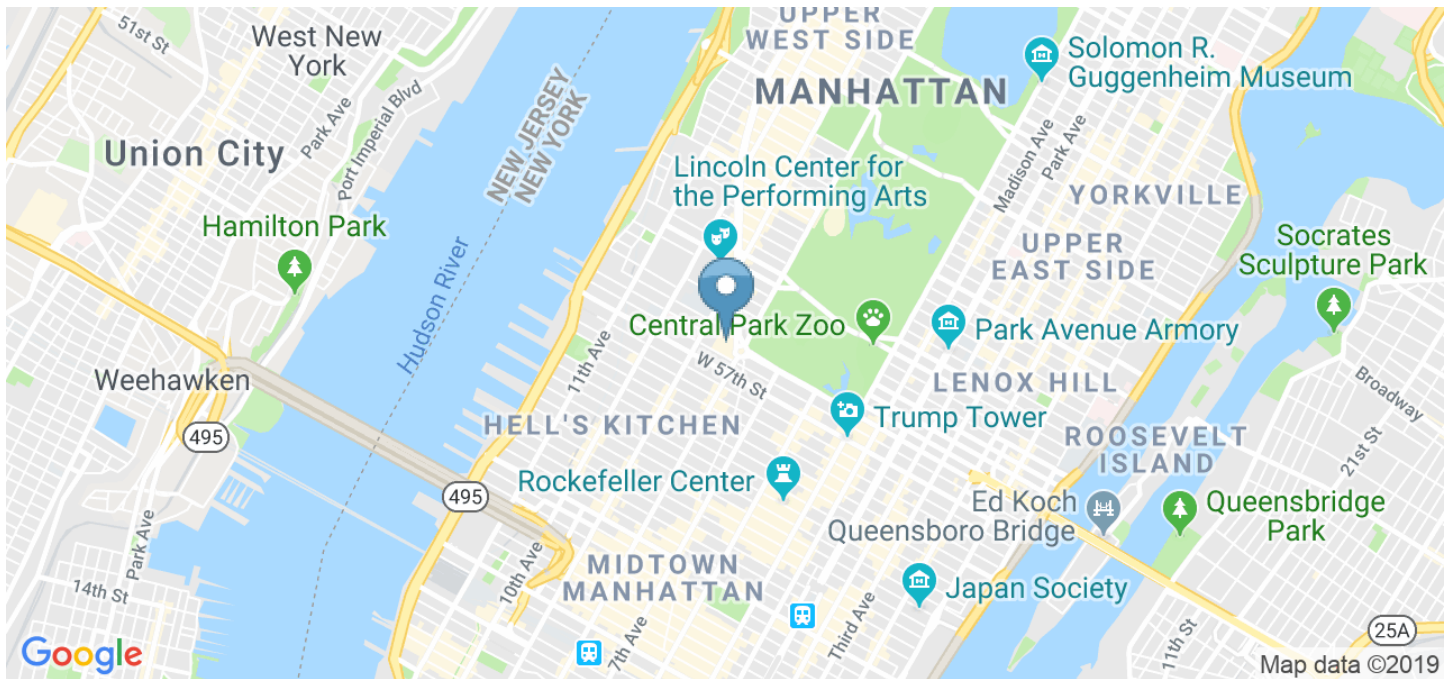 51st St
West New
York
Park Ave
Port Imperial Blvd
Union City
Hamilton Park
NEW JERSEY
NEW YORK
Hudson River
UPPER
WEST SIDE
MANHATTAN
Solomon R.
Guggenheim Museum
Lincoln Center for
the Performing Arts
Madison Ave
Park Ave
YORKVILLE
UPPER
EAST SIDE
Socrates
Sculpture Park
Central Park Zoo
Park Avenue Armory
11th Ave
W 57th St
Weehawken
495
HELL'S KITCHEN
LENOX HILL
Trump Tower
Broadway
ROOSEVELT
ISLAND
21st St
Rockefeller Center
495
Ed Koch
Queensboro Bridge
Queensbridge
Park
Park Ave
14th St
10th Ave
MIDTOWN
MANHATTAN
Japan Society
7th Ave
Third Ave
11th St
25A
Google
Map data ©2019